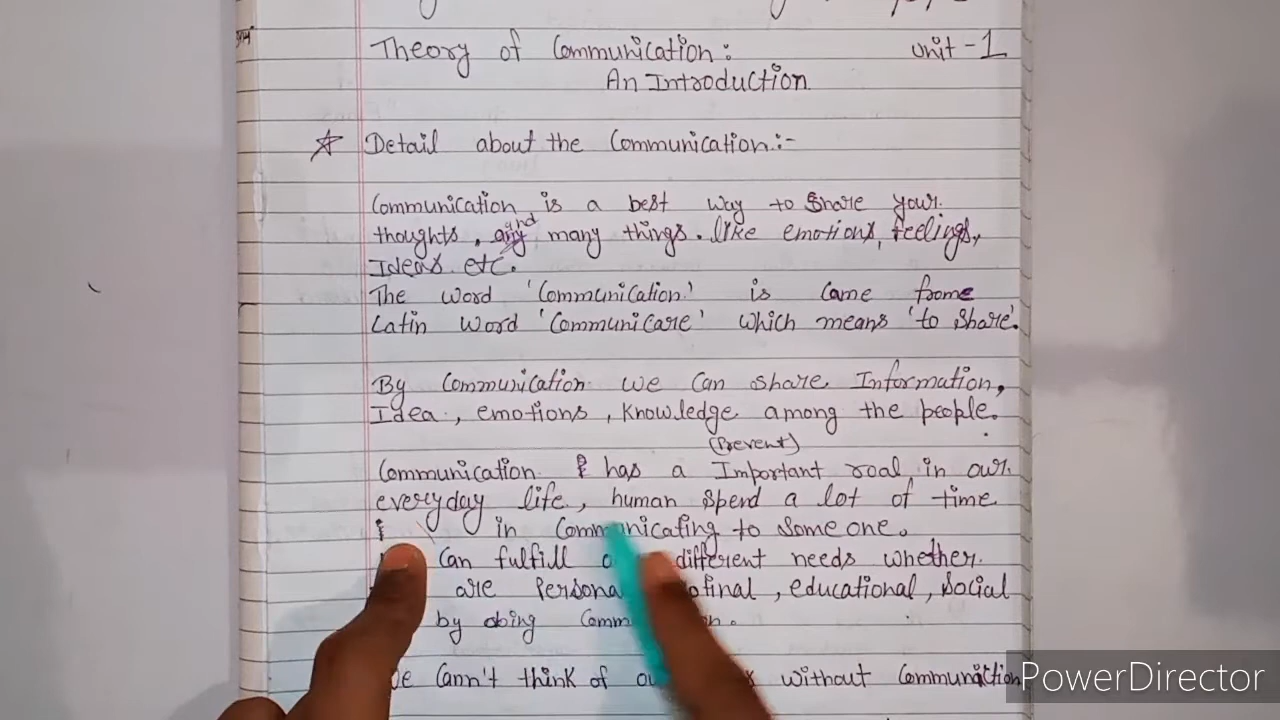 Theory of Communication: Unit - 1
An Introduction
☆ Detail about the Communication:-
Communication is a best way to share your
thoughts, and many things. like emotions, feelings,
Ideas etc.
The word 'Communication' is came frome
Latin word 'Communicare' which means 'to share'.
By Communication we can share Information,
Idea, emotions, knowledge among the people.
(Prevent)
Communication has a Important roal in our
everyday life, human spend a lot of time
in Communicating to someone.
Can fulfill different needs whether
are educational, social
by
Cann't think of without Communication
PowerDirector